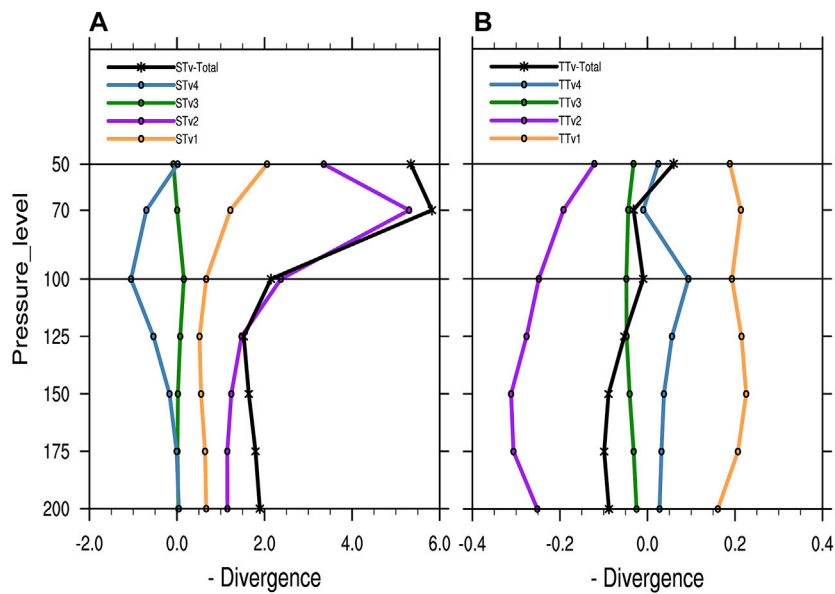 A
STv-Total
STv4
STv3
STv2
STv1
Pressure_level
50
70
100
125
150
175
200
-2.0 0.0 2.0 4.0 6.0
- Divergence
B
TTv-Total
TTv4
TTv3
TTv2
TTv1
-0.4 -0.2 0.0 0.2 0.4
- Divergence